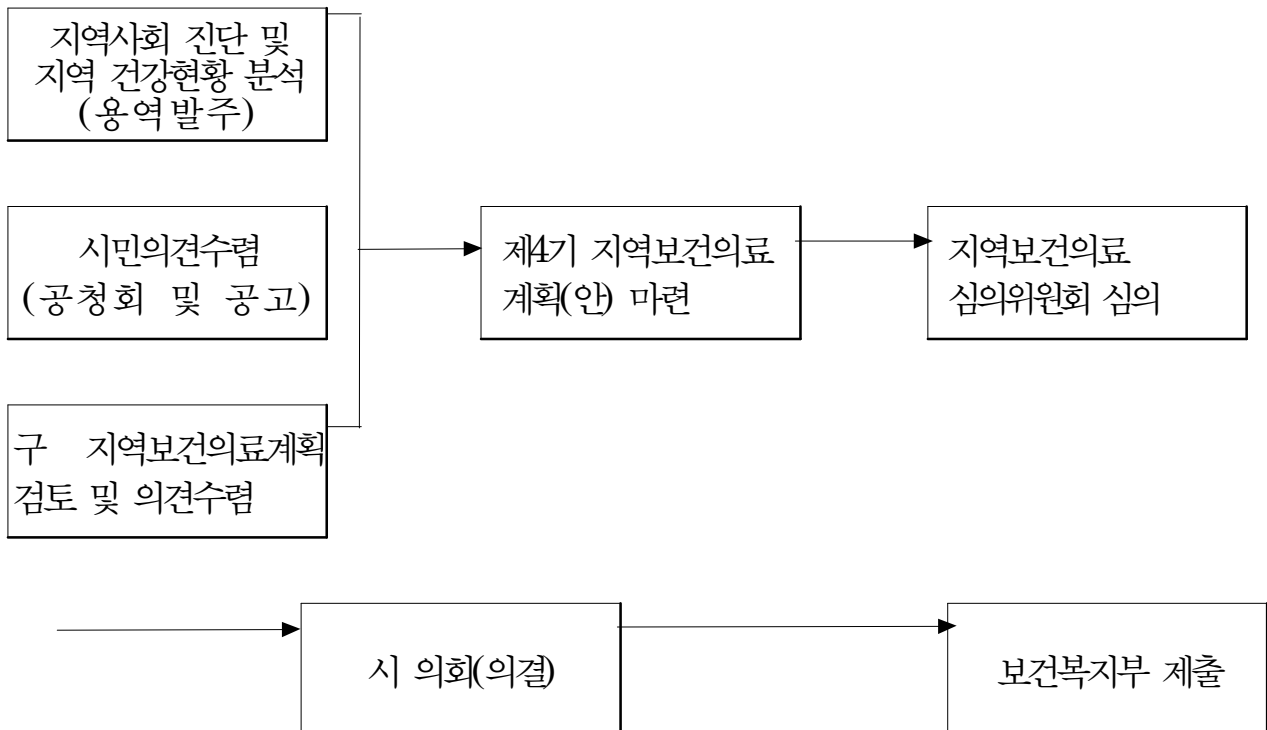 지역사회 진단 및
지역 건강현황 분석
(용역발주)
시민의견수렴
(공청회 및 공고)
구 지역보건의료계획
검토 및 의견수렴
제4기 지역보건의료
계획(안) 마련
지역보건의료
심의위원회 심의
시 의회(의결)
보건복지부 제출